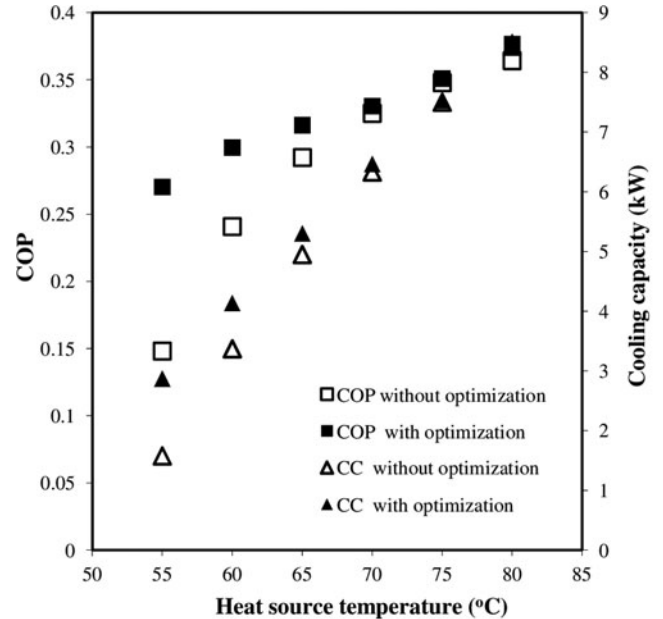 0.4
0.35
0.3
0.25
0.2
0.15
0.1
0.05
0
COP
9
8
7
6
5
4
3
2
1
0
Cooling capacity (kW)
COP without optimization
COP with optimization
CC without optimization
CC with optimization
50 55 60 65 70 75 80 85
Heat source temperature (ºC)